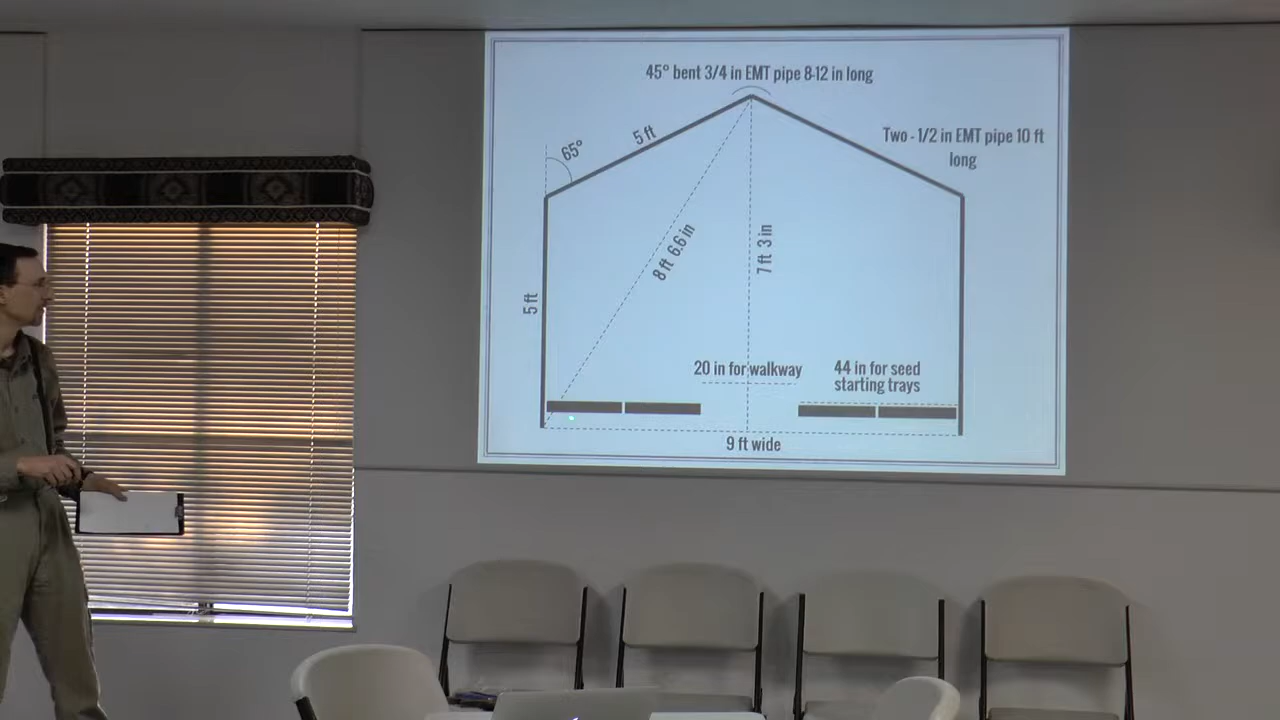 45° bent 3/4 in EMT pipe 8-12 in long
Two - 1/2 in EMT pipe 10 ft
long
5 ft
65°
8 ft 6.6 in
7 ft 3 in
5 ft
20 in for walkway
44 in for seed
starting trays
9 ft wide